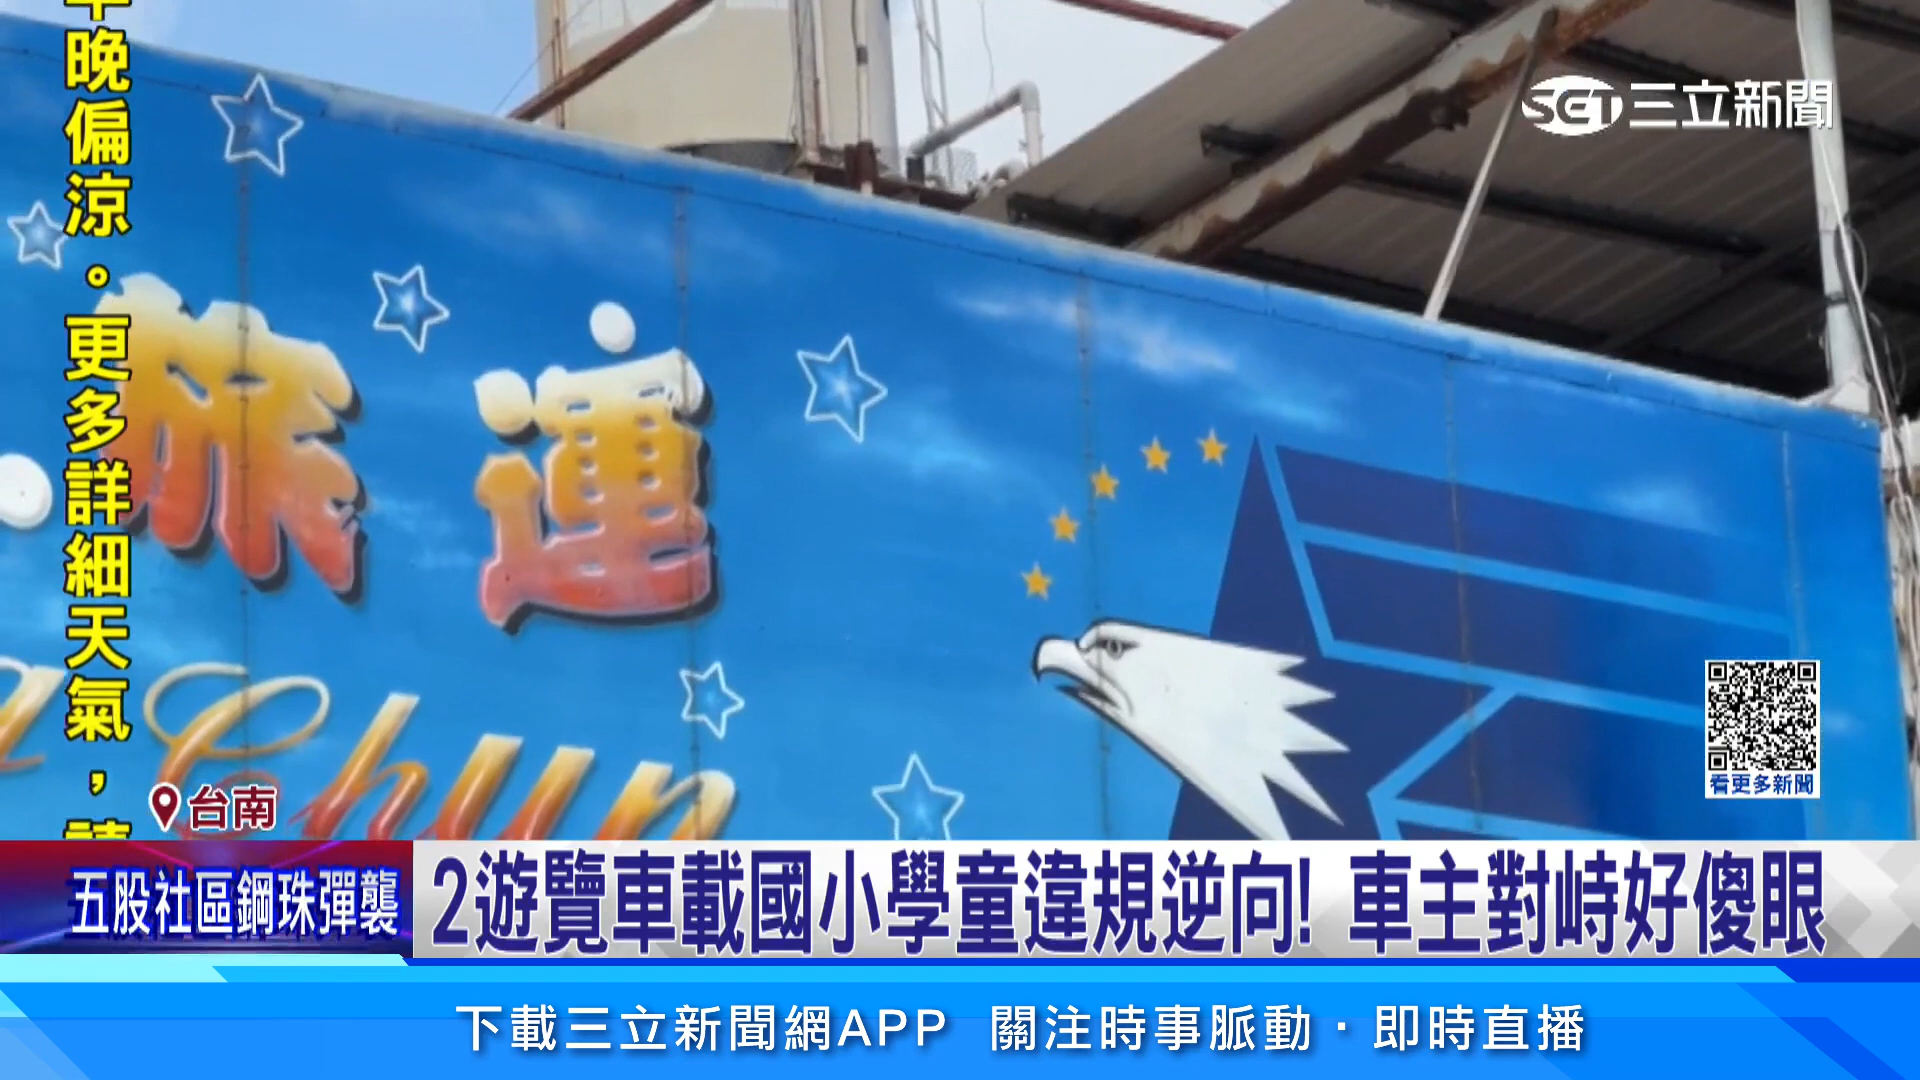 晚偏涼。更多詳細天氣，
SET三立新聞
旅運
Chun
看更多新聞
台南
五股社區鋼珠彈襲
2遊覽車載國小學童違規逆向! 車主對峙好傻眼
下載三立新聞網APP 關注時事脈動·即時直播